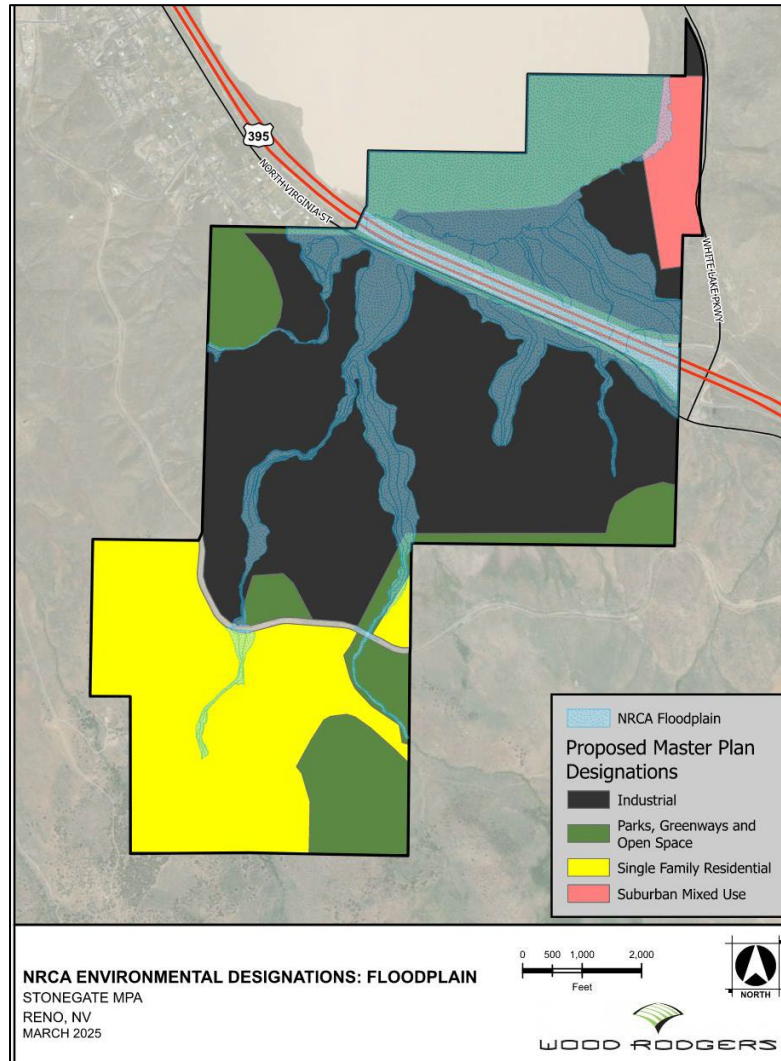 395
NORTH VIRGINIA ST
WHITE LAKE PKWY
NRCA Floodplain
Proposed Master Plan
Designations
Industrial
Parks, Greenways and
Open Space
Single Family Residential
Suburban Mixed Use
NRCA ENVIRONMENTAL DESIGNATIONS: FLOODPLAIN
STONEGATE MPA
RENO, NV
MARCH 2025
0 500 1,000 2,000
Feet
NORTH
WOOD RODGERS